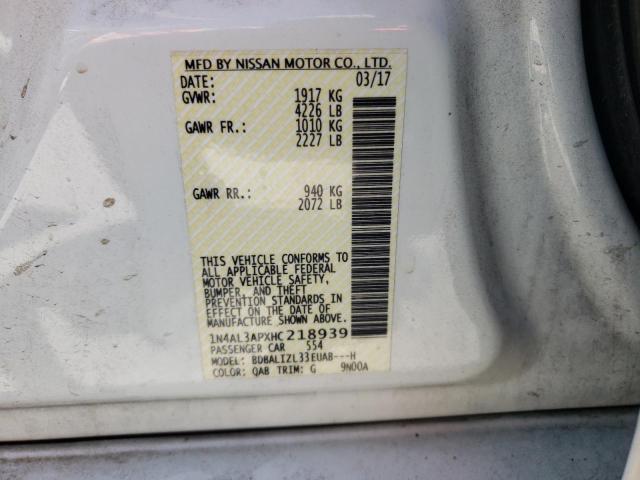 MFD BY NISSAN MOTOR CO., LTD.
DATE: 03/17
GVWR: 1917 KG
4226 LB
GAWR FR.: 1010 KG
2227 LB
GAWR RR.: 940 KG
2072 LB
THIS VEHICLE CONFORMS TO
ALL APPLICABLE FEDERAL
MOTOR VEHICLE SAFETY,
BUMPER, AND THEFT
PREVENTION STANDARDS IN
EFFECT ON THE DATE OF
MANUFACTURE SHOWN ABOVE.
1N4AL3APXHC218939
PASSENGER CAR 554
MODEL: BDBALIZL33EUAB---H
COLOR: QAB TRIM: G 9N00A